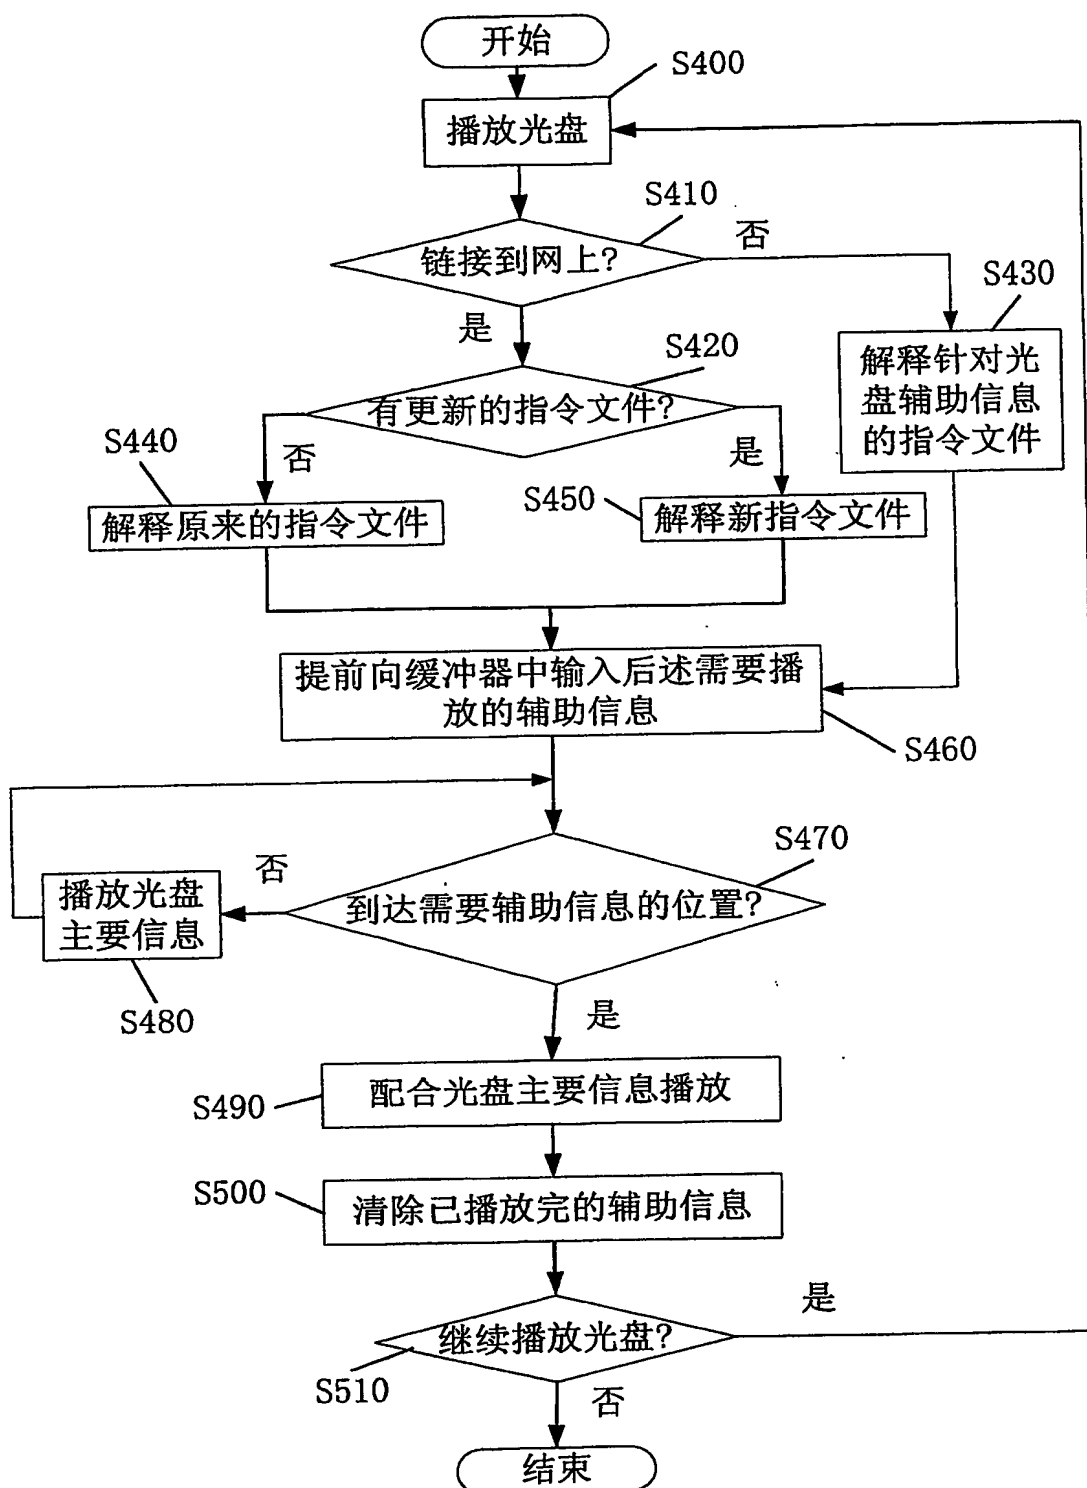 开始
S400
播放光盘
S410
链接到网上?
否
是
S430
解释针对光
盘辅助信息
的指令文件
S420
有更新的指令文件?
S440
否
是
解释原来的指令文件
S450
解释新指令文件
提前向缓冲器中输入后述需要播
放的辅助信息
S460
S470
到达需要辅助信息的位置?
否
播放光盘
主要信息
S480
是
S490
配合光盘主要信息播放
S500
清除已播放完的辅助信息
继续播放光盘?
是
S510
否
结束